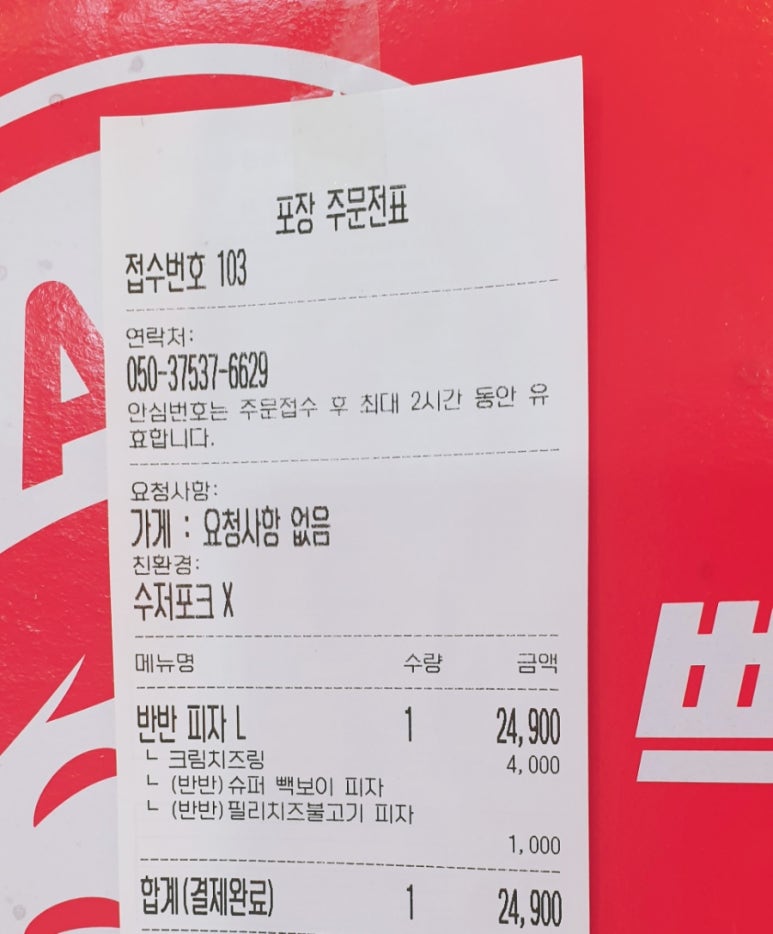 포장 주문전표
접수번호 103
연락처:
050-37537-6629
안심번호는 주문접수 후 최대 2시간 동안 유
효합니다.
요청사항:
가게 : 요청사항 없음
친환경:
수저포크 X
메뉴명 수량 금액
반반 피자 L 1 24,900
ㄴ 크림치즈링 4,000
ㄴ (반반)슈퍼 빽보이 피자
ㄴ (반반)필리치즈불고기 피자
1,000
합계(결제완료) 1 24,900
A
빽